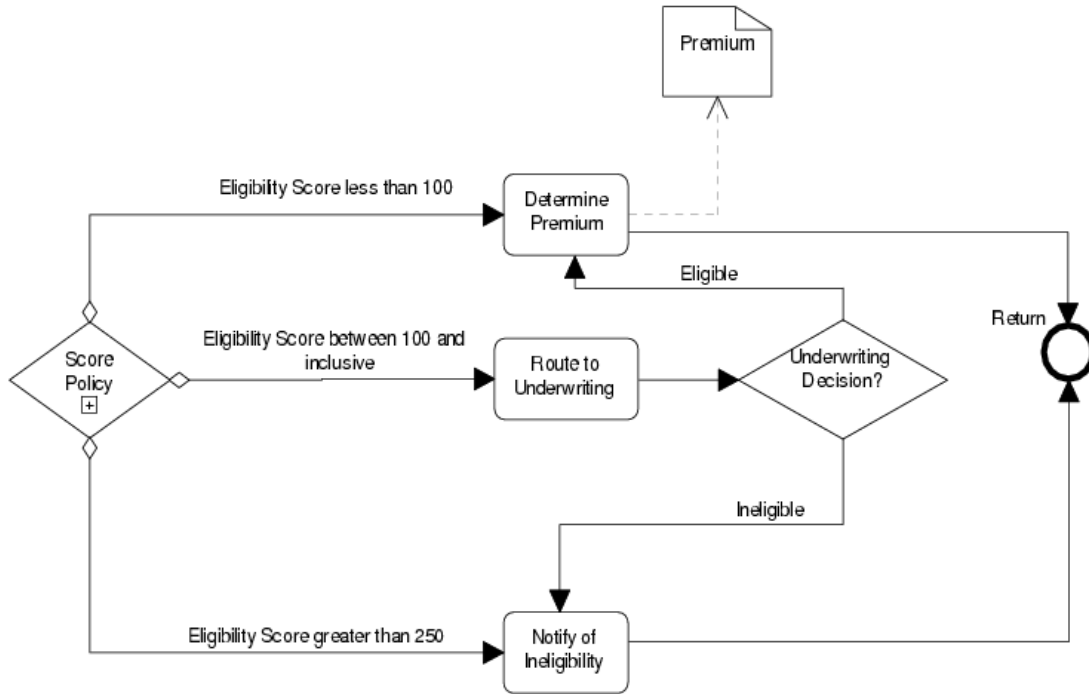 Premium
Eligibility Score less than 100
Determine
Premium
Eligible
Return
Eligibility Score between 100 and
inclusive
Score
Policy
+
Route to
Underwriting
Underwriting
Decision?
Ineligible
Eligibility Score greater than 250
Notify of
Ineligibility